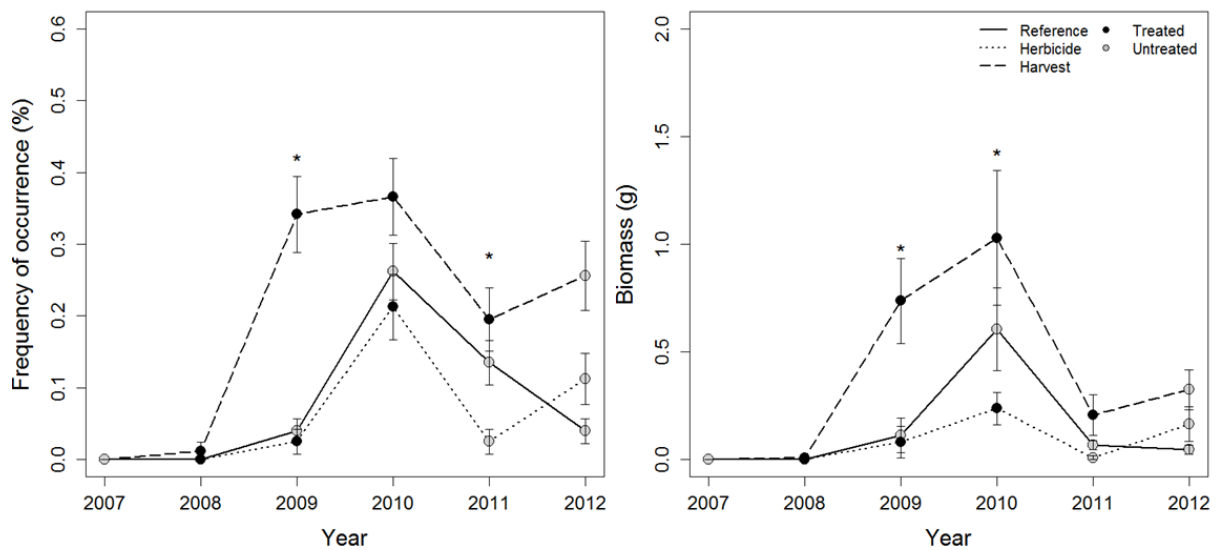 Frequency of occurrence (%)
0.6
0.5
0.4
0.3
0.2
0.1
0.0
*
*
2007 2008 2009 2010 2011 2012
Year
Biomass (g)
2.0
1.5
1.0
0.5
0.0
Reference Treated
Herbicide Untreated
Harvest
*
*
2007 2008 2009 2010 2011 2012
Year